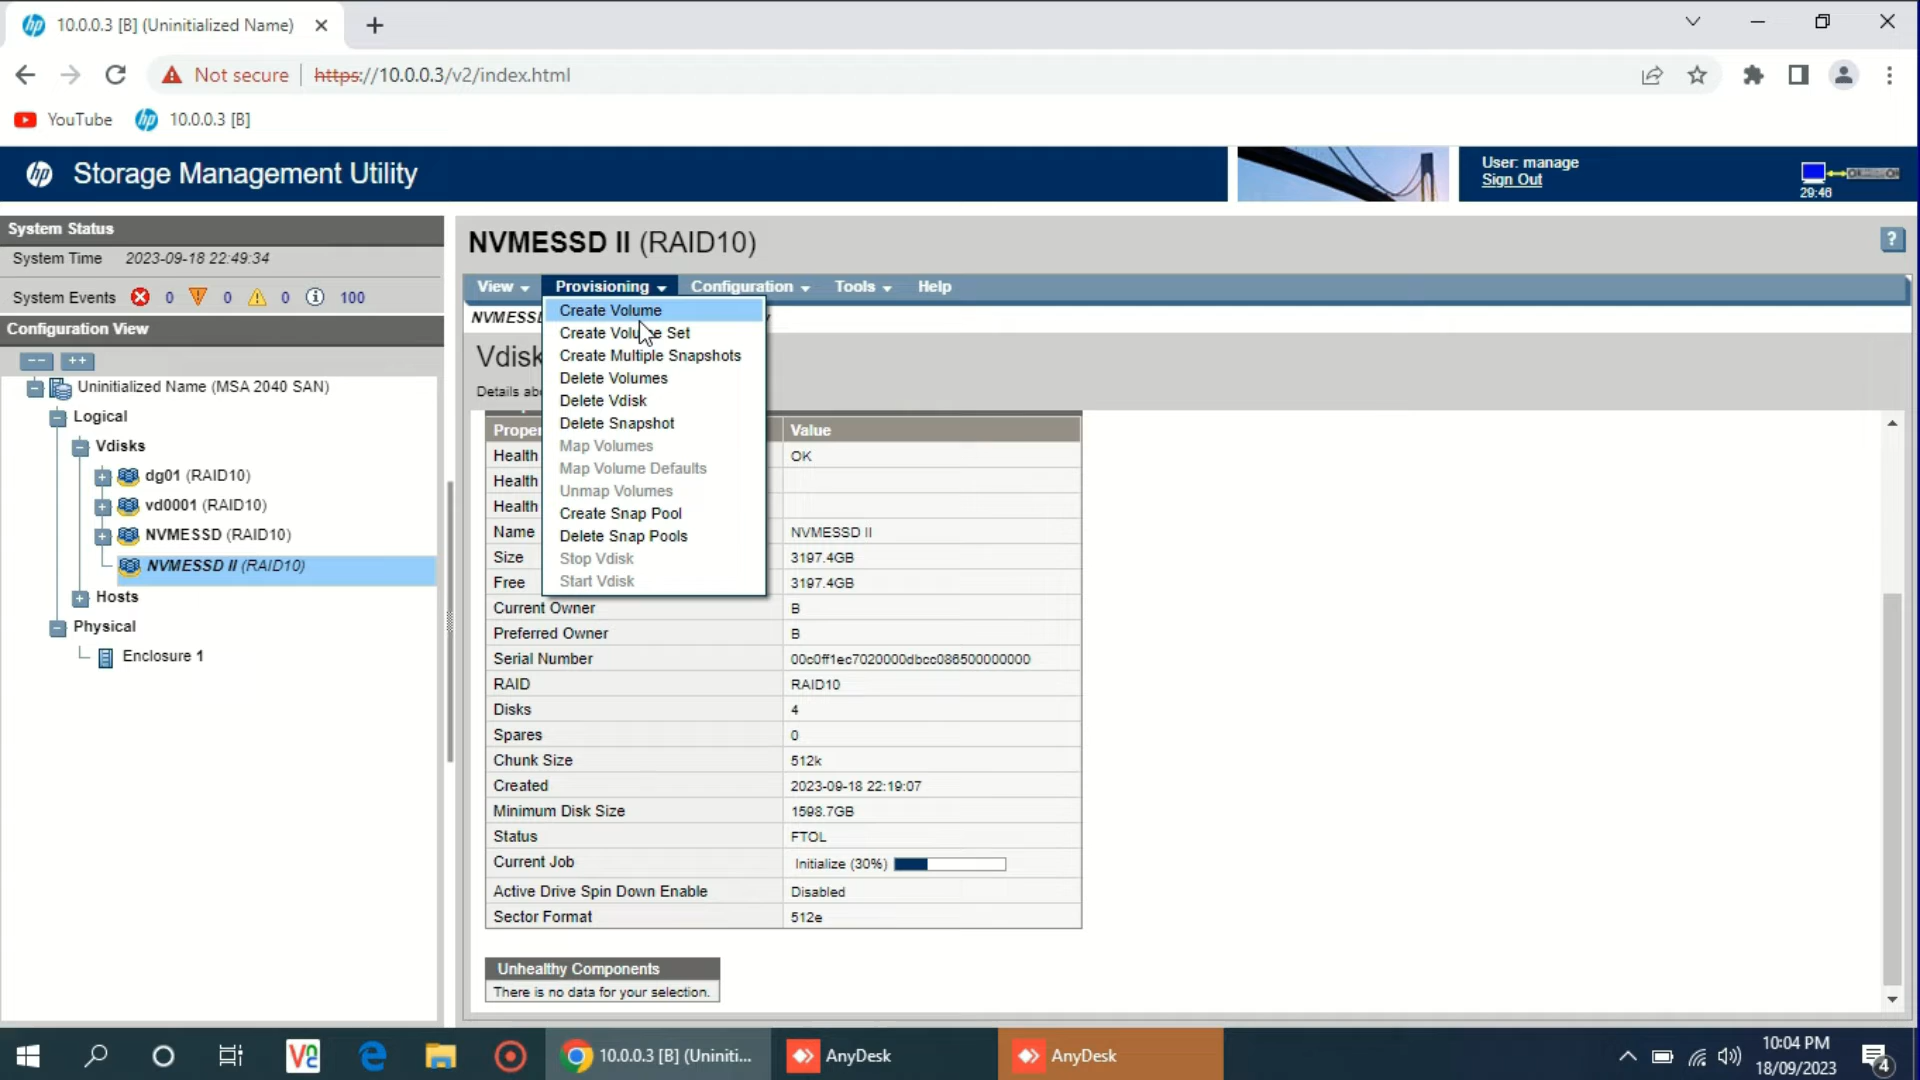 10.0.0.3 [B] (Uninitialized Name)
Not secure https://10.0.0.3/v2/index.html
YouTube 10.0.0.3 [B]
hp Storage Management Utility
User: manage
Sign Out
29:46
System Status
System Time 2023-09-18 22:49:34
System Events 0 0 0 100
Configuration View
-- ++
Uninitialized Name (MSA 2040 SAN)
Logical
Vdisks
dg01 (RAID10)
vd0001 (RAID10)
NVMESSD (RAID10)
NVMESSD II (RAID10)
Hosts
Physical
Enclosure 1
NVMESSD II (RAID10)
?
View Provisioning Configuration Tools Help
NVMESS
Create Volume
Create Volume Set
Create Multiple Snapshots
Delete Volumes
Delete Vdisk
Delete Snapshot
Map Volumes
Map Volume Defaults
Unmap Volumes
Create Snap Pool
Delete Snap Pools
Stop Vdisk
Start Vdisk
Vdisk
Details abo
Proper Value
Health OK
Health
Health
Name NVMESSD II
Size 3197.4GB
Free 3197.4GB
Current Owner B
Preferred Owner B
Serial Number 00c0ff1ec7020000dbcc086500000000
RAID RAID10
Disks 4
Spares 0
Chunk Size 512k
Created 2023-09-18 22:19:07
Minimum Disk Size 1598.7GB
Status FTOL
Current Job Initialize (30%)
Active Drive Spin Down Enable Disabled
Sector Format 512e
Unhealthy Components
There is no data for your selection.
10.0.0.3 [B] (Uniniti... AnyDesk AnyDesk
10:04 PM
18/09/2023
4